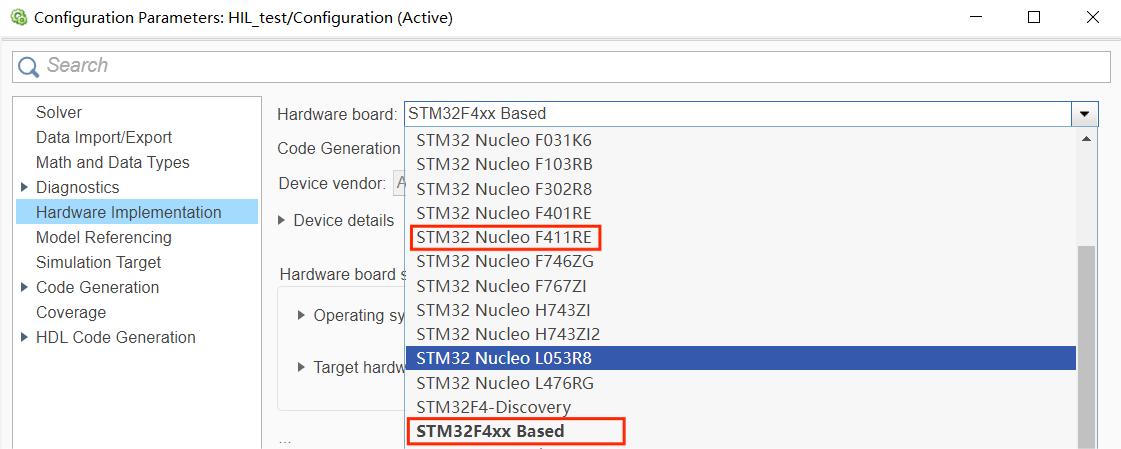 Configuration Parameters: HIL_test/Configuration (Active)
Search
Solver
Data Import/Export
Math and Data Types
Diagnostics
Hardware Implementation
Model Referencing
Simulation Target
Code Generation
Coverage
HDL Code Generation
Hardware board: STM32F4xx Based
Code Generation
Device vendor: A
Device details
Hardware board s
Operating sy
Target hardw
...
STM32 Nucleo F031K6
STM32 Nucleo F103RB
STM32 Nucleo F302R8
STM32 Nucleo F401RE
STM32 Nucleo F411RE
STM32 Nucleo F746ZG
STM32 Nucleo F767ZI
STM32 Nucleo H743ZI
STM32 Nucleo H743ZI2
STM32 Nucleo L053R8
STM32 Nucleo L476RG
STM32F4-Discovery
STM32F4xx Based